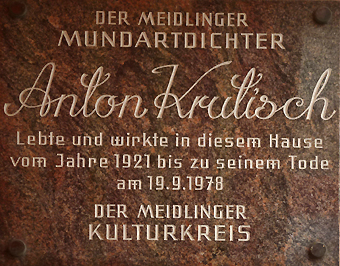 DER MEIDLINGER
MUNDARTDICHTER
Anton Krutisch
Lebte und wirkte in diesem Hause
vom Jahre 1921 bis zu seinem Tode
am 19.9.1978
DER MEIDLINGER
KULTURKREIS